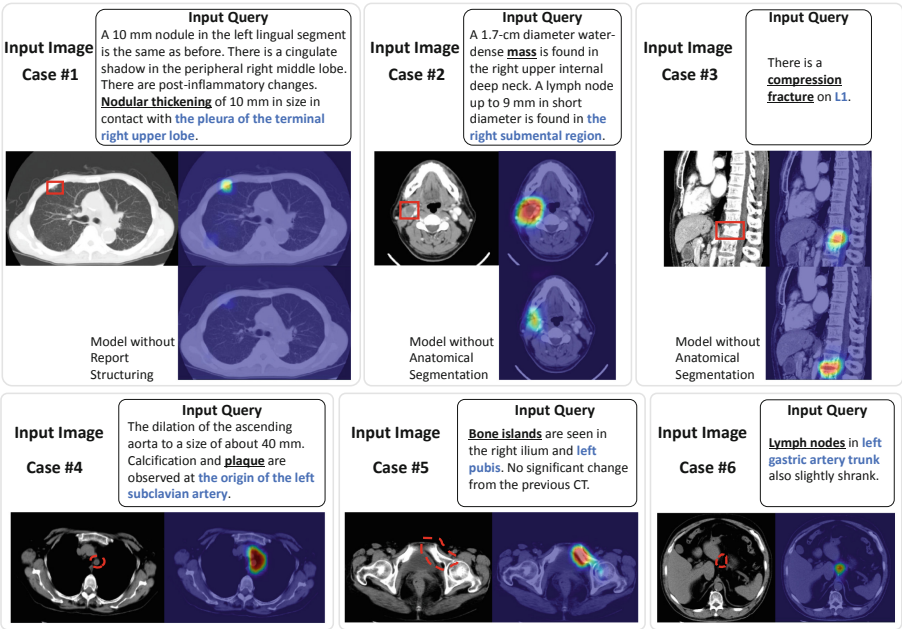 Input Image
Case #1
Input Query
A 10 mm nodule in the left lingual segment
is the same as before. There is a cingulate
shadow in the peripheral right middle lobe.
There are post-inflammatory changes.
Nodular thickening of 10 mm in size in
contact with the pleura of the terminal
right upper lobe.
Model without
Report
Structuring
Input Image
Case #2
Input Query
A 1.7-cm diameter water-
dense mass is found in
the right upper internal
deep neck. A lymph node
up to 9 mm in short
diameter is found in the
right submental region.
Model without
Anatomical
Segmentation
Input Image
Case #3
Input Query
There is a
compression
fracture on L1.
Model without
Anatomical
Segmentation
Input Image
Case #4
Input Query
The dilation of the ascending
aorta to a size of about 40 mm.
Calcification and plaque are
observed at the origin of the left
subclavian artery.
Input Image
Case #5
Input Query
Bone islands are seen in
the right ilium and left
pubis. No significant change
from the previous CT.
Input Image
Case #6
Input Query
Lymph nodes in left
gastric artery trunk
also slightly shrank.